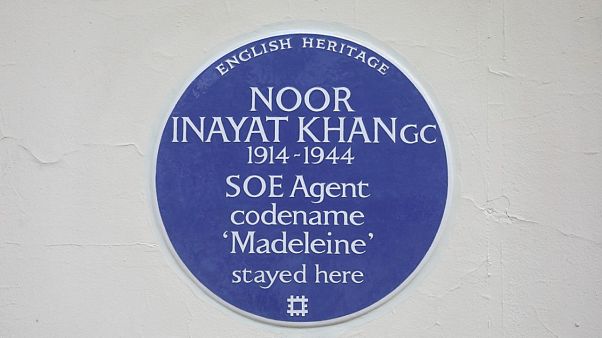 ENGLISH HERITAGE
NOOR
INAYAT KHAN GC
1914-1944
SOE Agent
codename
‘Madeleine’
stayed here